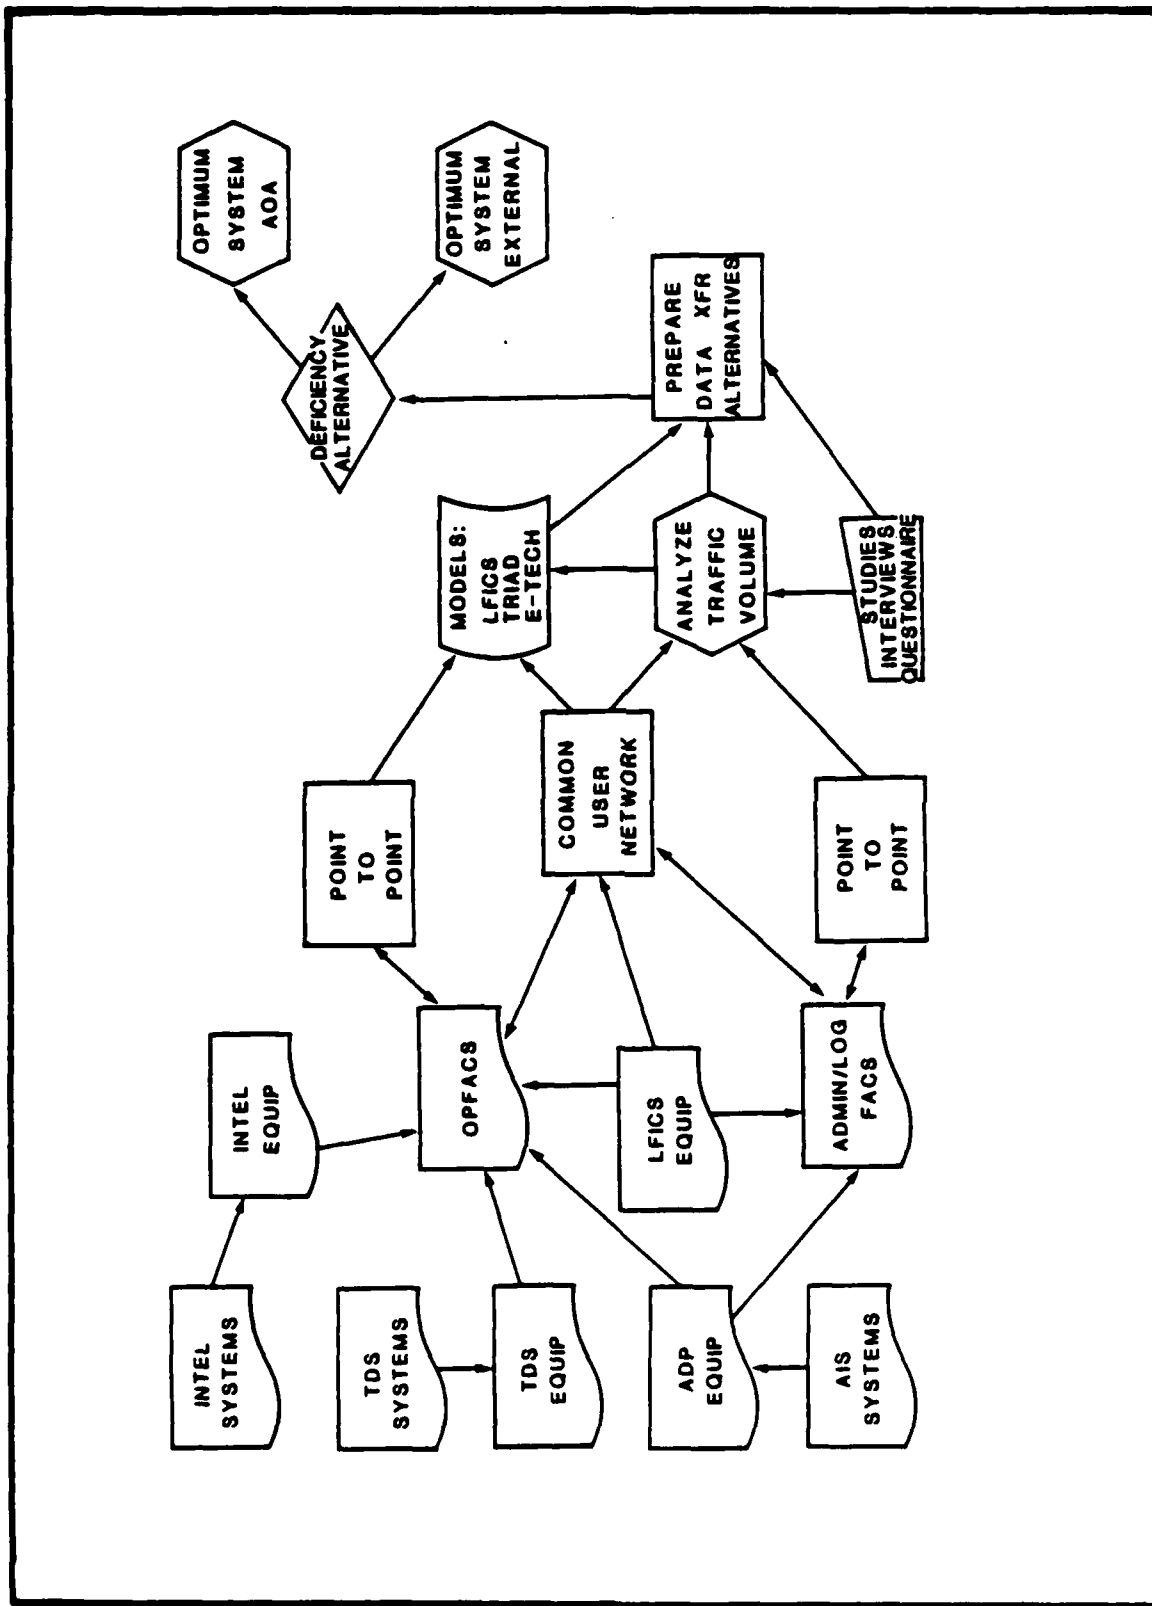 INTEL
SYSTEMS
TDS
SYSTEMS
TDS
EQUIP
ADP
EQUIP
AIS
SYSTEMS
INTEL
EQUIP
OPFACS
LFICS
EQUIP
ADMIN/LOG
FACS
POINT
TO
POINT
COMMON
USER
NETWORK
POINT
TO
POINT
MODELS:
LFICS
TRIAD
E-TECH
ANALYZE
TRAFFIC
VOLUME
STUDIES
INTERVIEWS
QUESTIONNAIRE
DEFICIENCY
ALTERNATIVE
PREPARE
DATA XFR
ALTERNATIVES
OPTIMUM
SYSTEM
AOA
OPTIMUM
SYSTEM
EXTERNAL